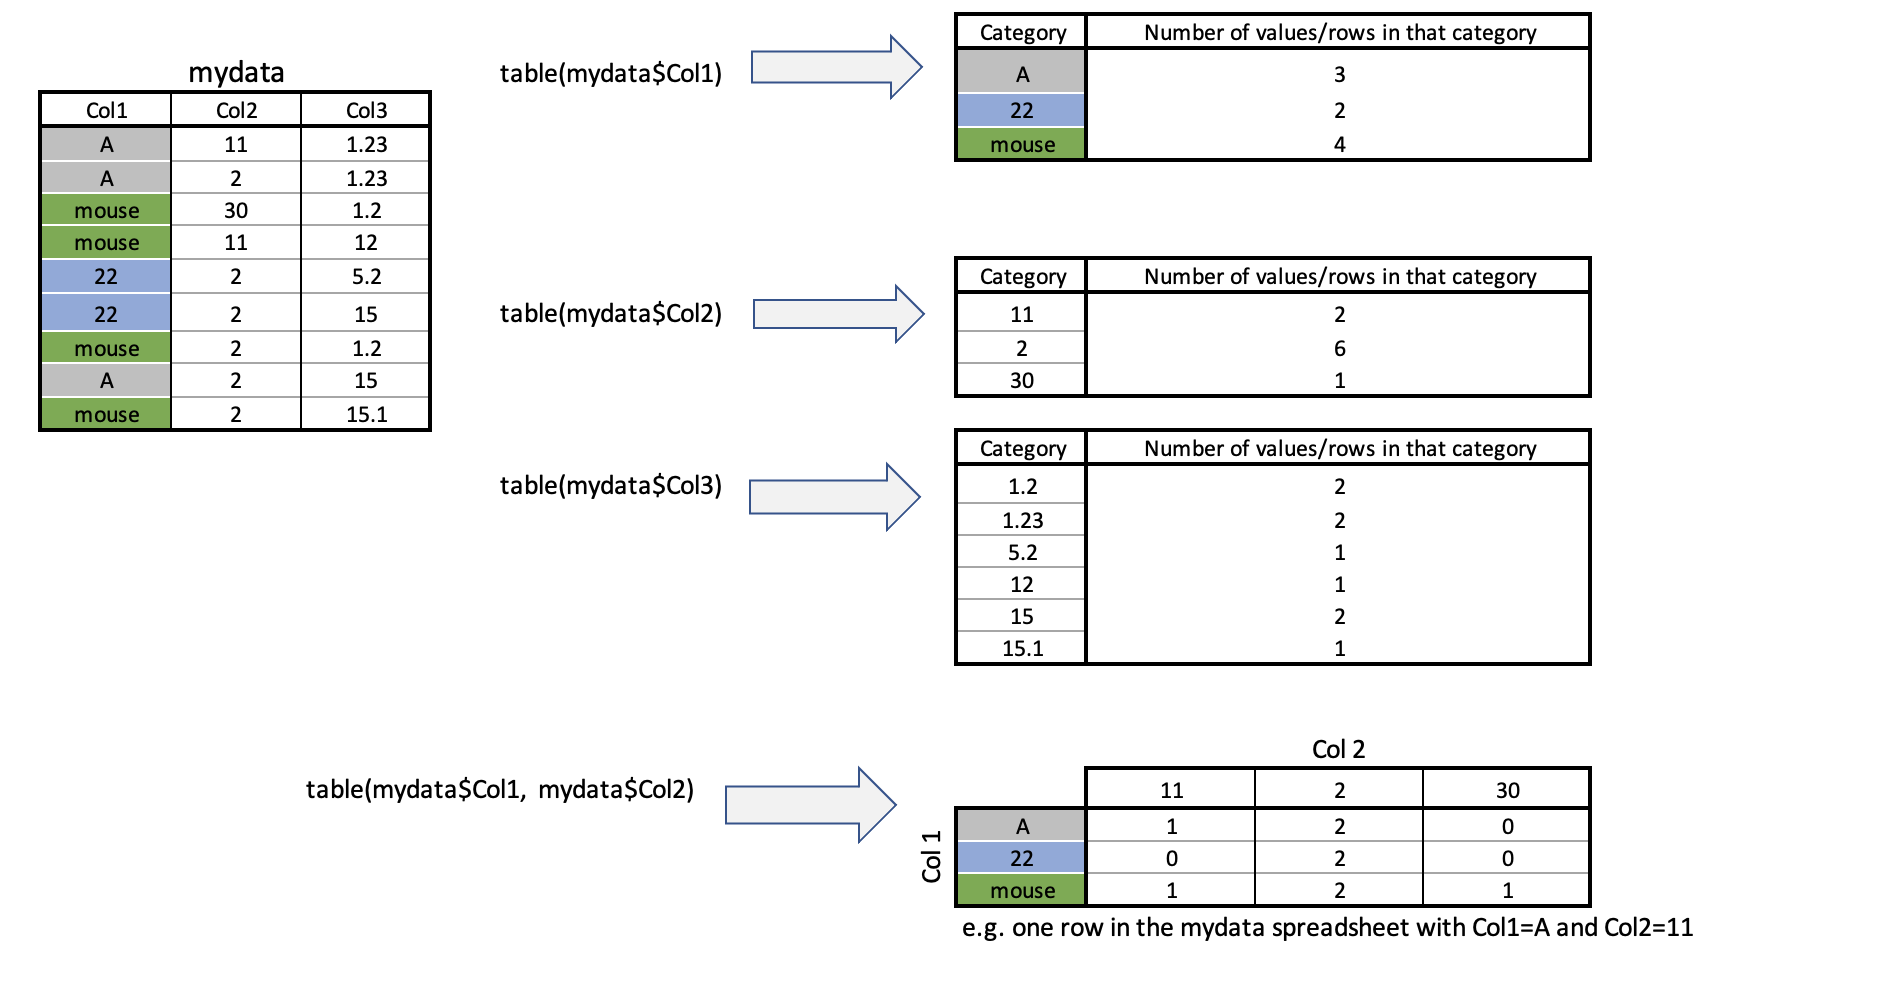 mydata
Col1 Col2 Col3
A 11 1.23
A 2 1.23
mouse 30 1.2
mouse 11 12
22 2 5.2
22 2 15
mouse 2 1.2
A 2 15
mouse 2 15.1
table(mydata$Col1)
Category Number of values/rows in that category
A 3
22 2
mouse 4
table(mydata$Col2)
Category Number of values/rows in that category
11 2
2 6
30 1
table(mydata$Col3)
Category Number of values/rows in that category
1.2 2
1.23 2
5.2 1
12 1
15 2
15.1 1
table(mydata$Col1, mydata$Col2)
Col 2
11 2 30
Col 1
A 1 2 0
22 0 2 0
mouse 1 2 1
e.g. one row in the mydata spreadsheet with Col1=A and Col2=11